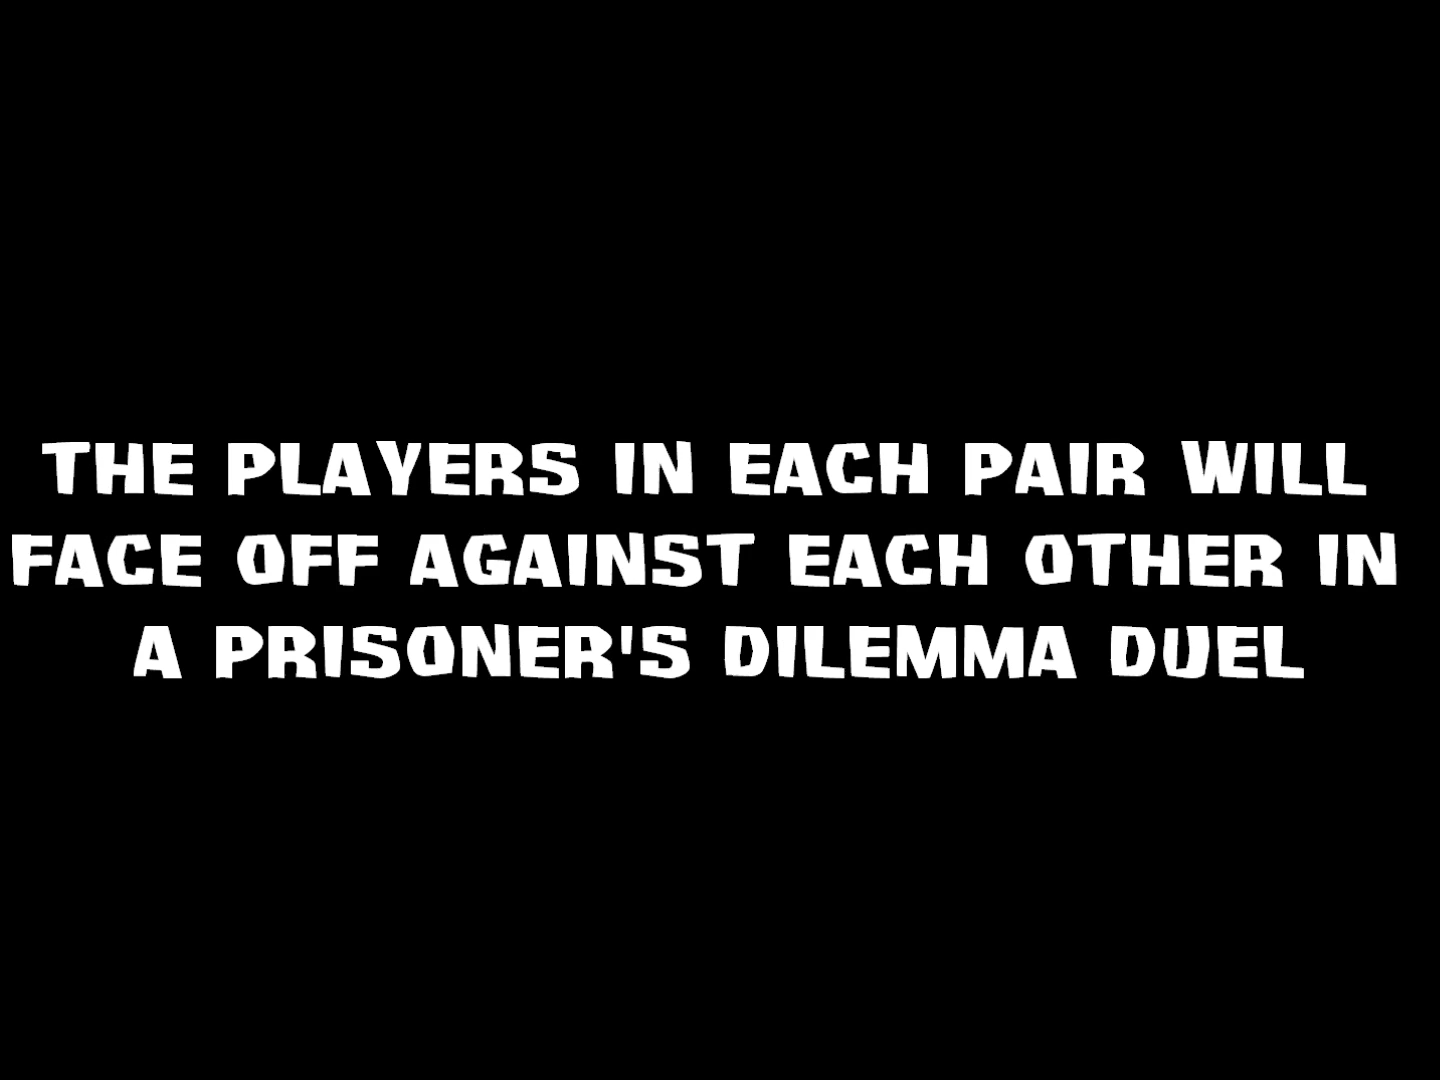 THE PLAYERS IN EACH PAIR WILL
FACE OFF AGAINST EACH OTHER IN
A PRISONER'S DILEMMA DUEL